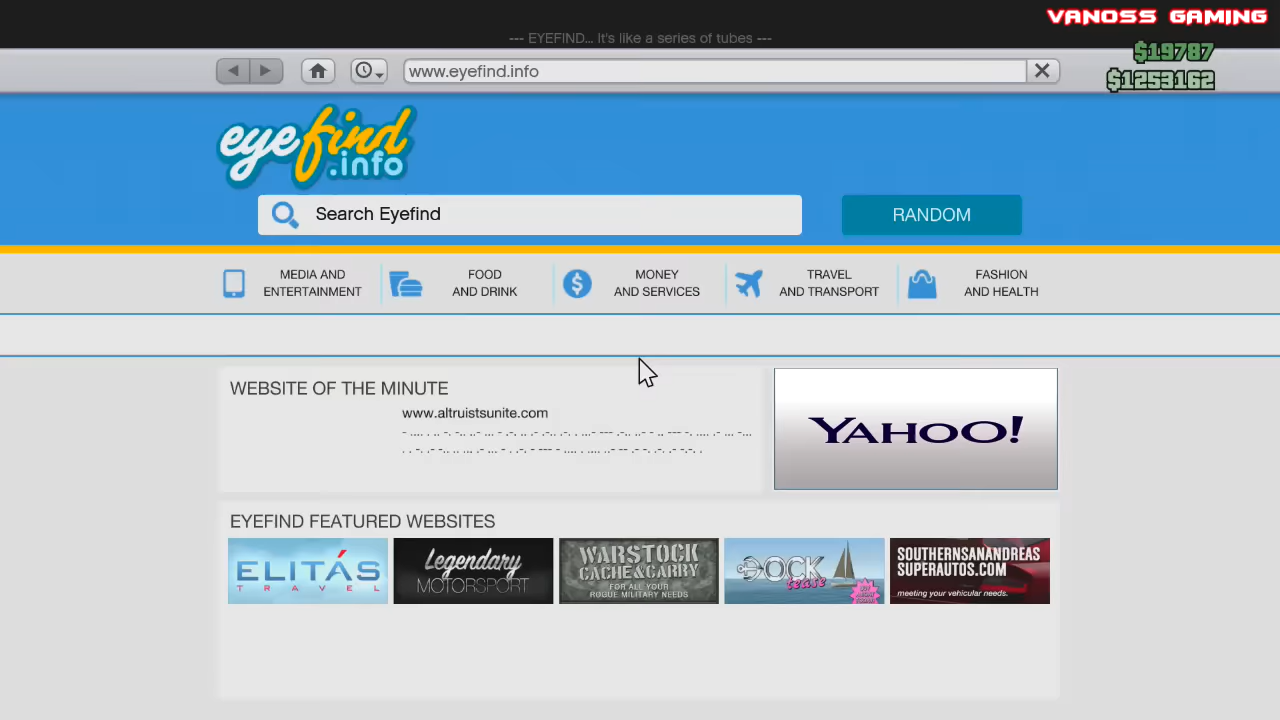 VANOSS GAMING
--- EYEFIND... It's like a series of tubes ---
$19787
www.eyefind.info
$1253162
eyefind
.info
Search Eyefind
RANDOM
MEDIA AND
ENTERTAINMENT
FOOD
AND DRINK
MONEY
AND SERVICES
TRAVEL
AND TRANSPORT
FASHION
AND HEALTH
WEBSITE OF THE MINUTE
www.altruistsunite.com
YAHOO!
EYEFIND FEATURED WEBSITES
ELITÁS
TRAVEL
Legendary
MOTORSPORT
WARSTOCK
CACHE & CARRY
FOR ALL YOUR
ROGUE MILITARY NEEDS
DOCK
tease
SOUTHERNSANANDREAS
SUPERAUTOS.COM
meeting your vehicular needs.